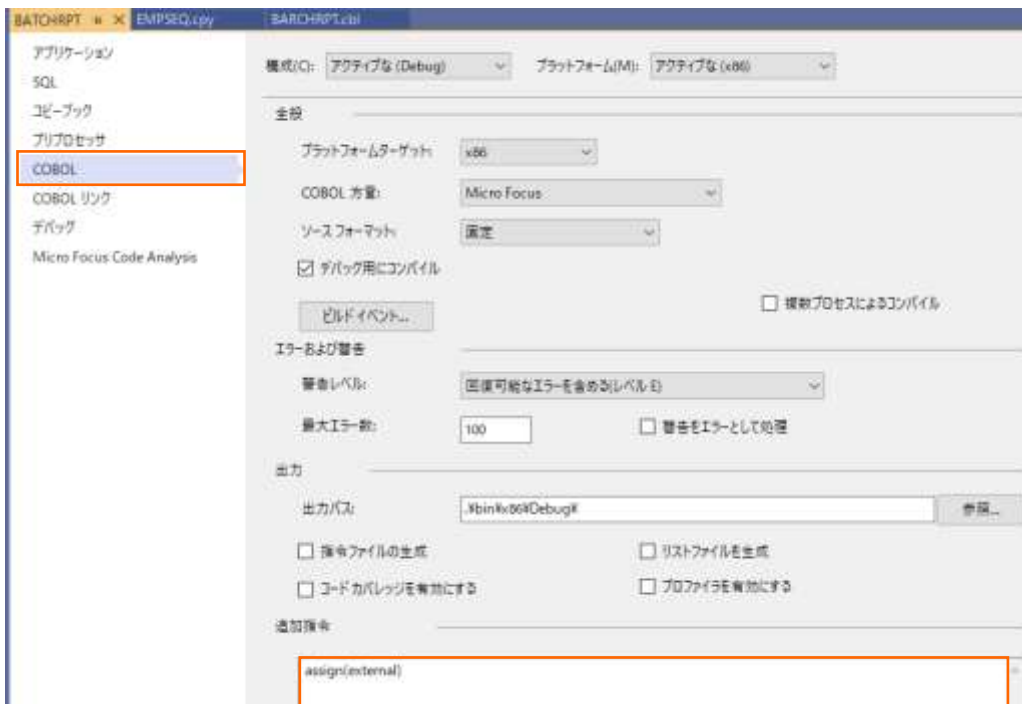 BATCHRPT EMPSEQ.cpy BARCHRPT.cbl
アプリケーション
SQL
コピーブック
プリプロセッサ
COBOL
COBOL リンク
デバッグ
Micro Focus Code Analysis
構成(C): アクティブな (Debug) プラットフォーム(M): アクティブな (x86)
全般
プラットフォームターゲット: x86
COBOL 方言: Micro Focus
ソース フォーマット: 固定
デバッグ用にコンパイル
複数プロセスによるコンパイル
ビルド イベント...
エラーおよび警告
警告レベル: 回復可能なエラーを含める(レベル E)
最大エラー数: 100 警告をエラーとして処理
出力
出力パス: .¥bin¥x86¥Debug¥ 参照...
指令ファイルの生成 リストファイルを生成
コード カバレッジを有効にする プロファイラを有効にする
追加指令
assign(external)